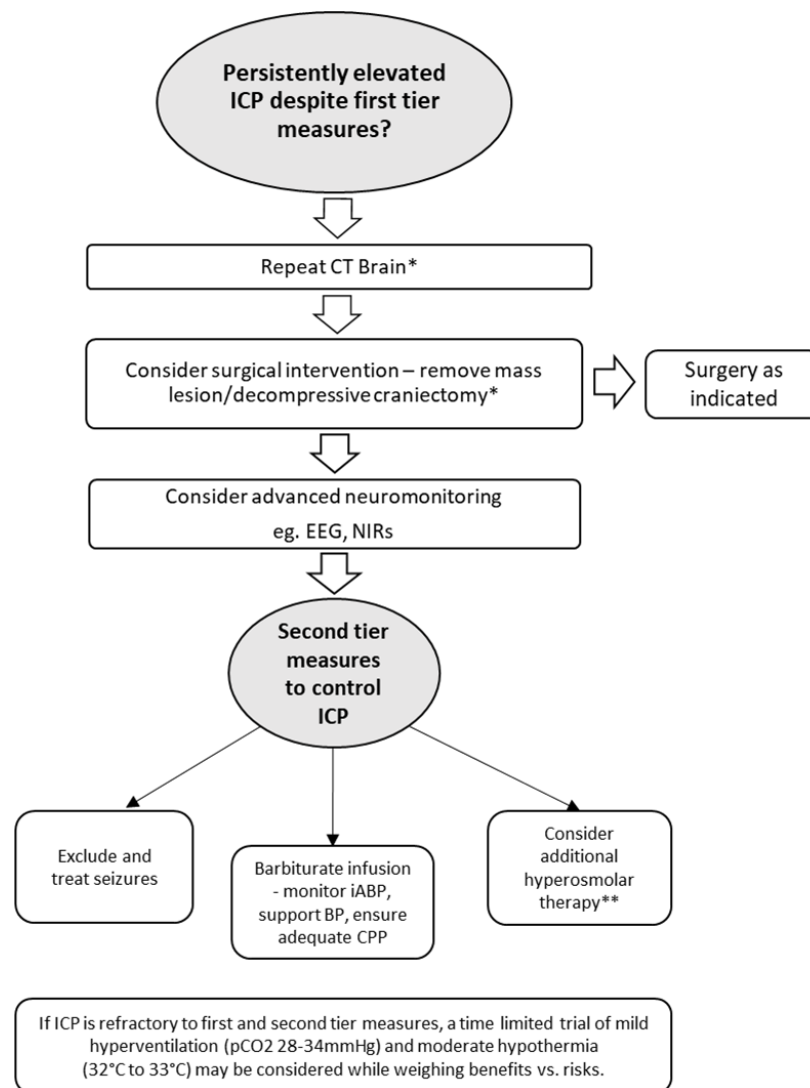 Persistently elevated
ICP despite first tier
measures?
Repeat CT Brain*
Consider surgical intervention – remove mass
lesion/decompressive craniectomy*
Surgery as
indicated
Consider advanced neuromonitoring
eg. EEG, NIRs
Second tier
measures
to control
ICP
Exclude and
treat seizures
Barbiturate infusion
- monitor iABP,
support BP, ensure
adequate CPP
Consider
additional
hyperosmolar
therapy**
If ICP is refractory to first and second tier measures, a time limited trial of mild
hyperventilation (pCO2 28-34mmHg) and moderate hypothermia
(32°C to 33°C) may be considered while weighing benefits vs. risks.